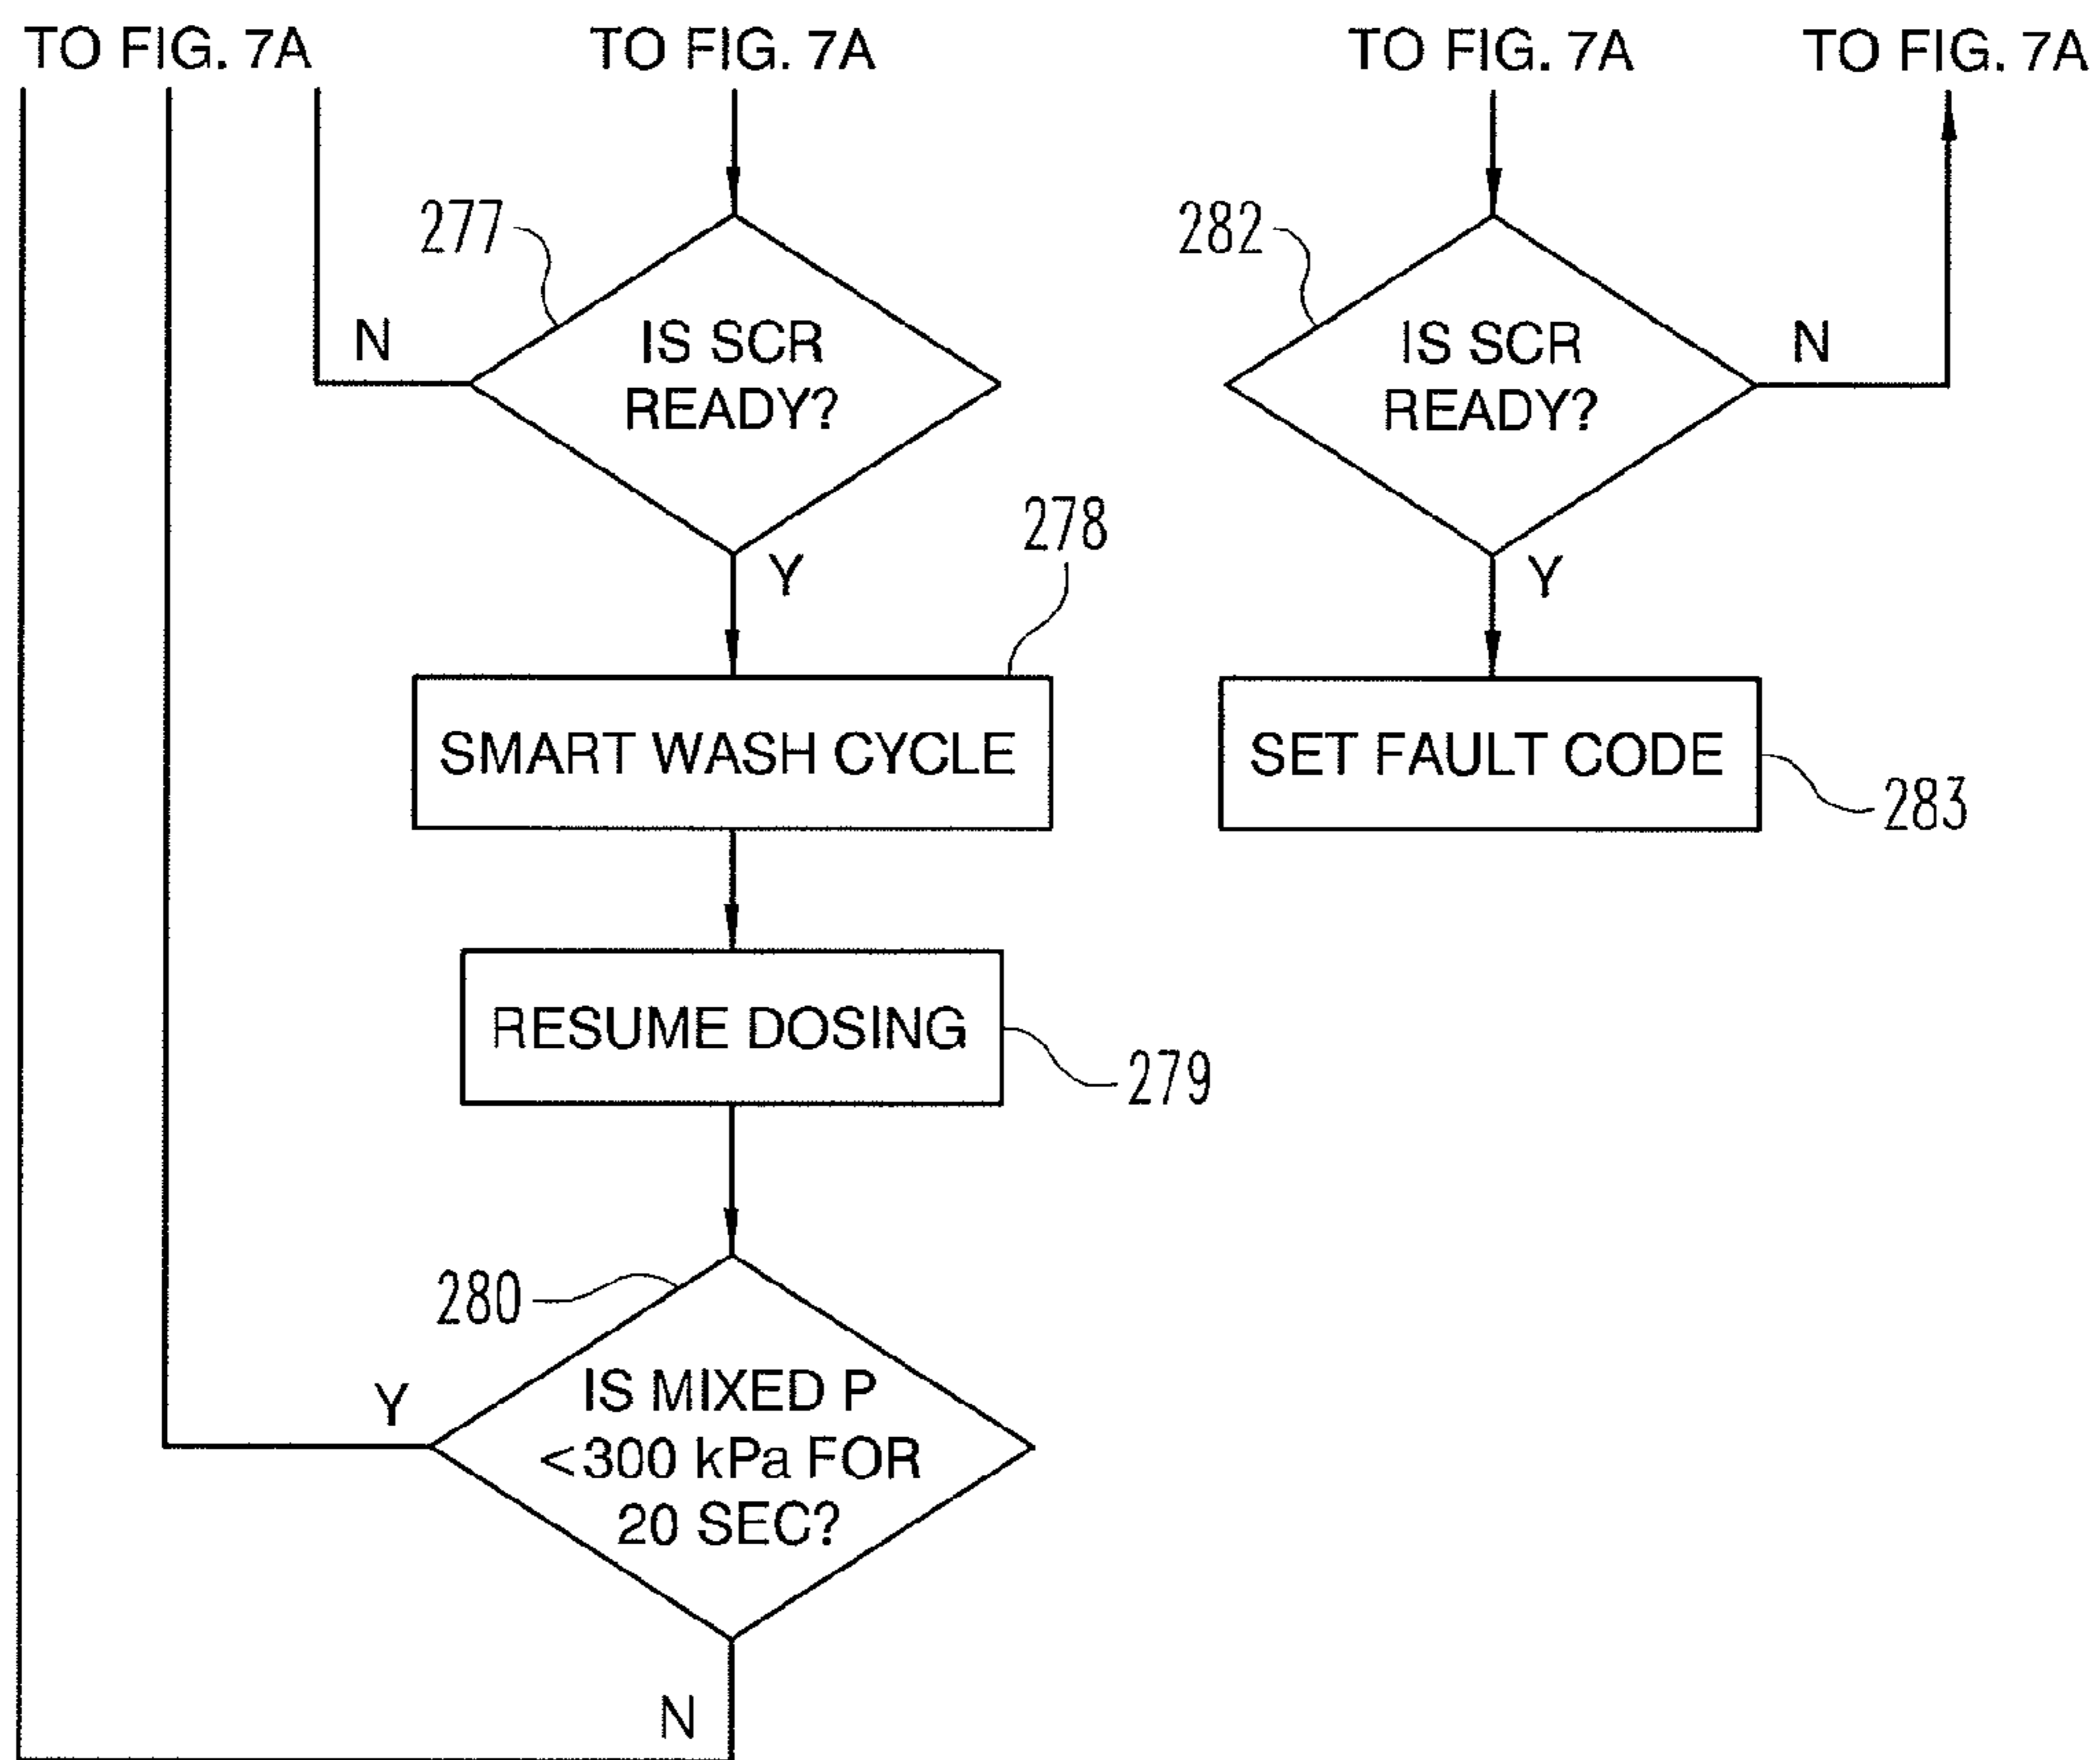 TO FIG. 7A
TO FIG. 7A
TO FIG. 7A
TO FIG. 7A
277
N
IS SCR
READY?
Y
278
SMART WASH CYCLE
RESUME DOSING
279
280
Y
IS MIXED P
<300 kPa FOR
20 SEC?
N
282
IS SCR
READY?
N
Y
SET FAULT CODE
283